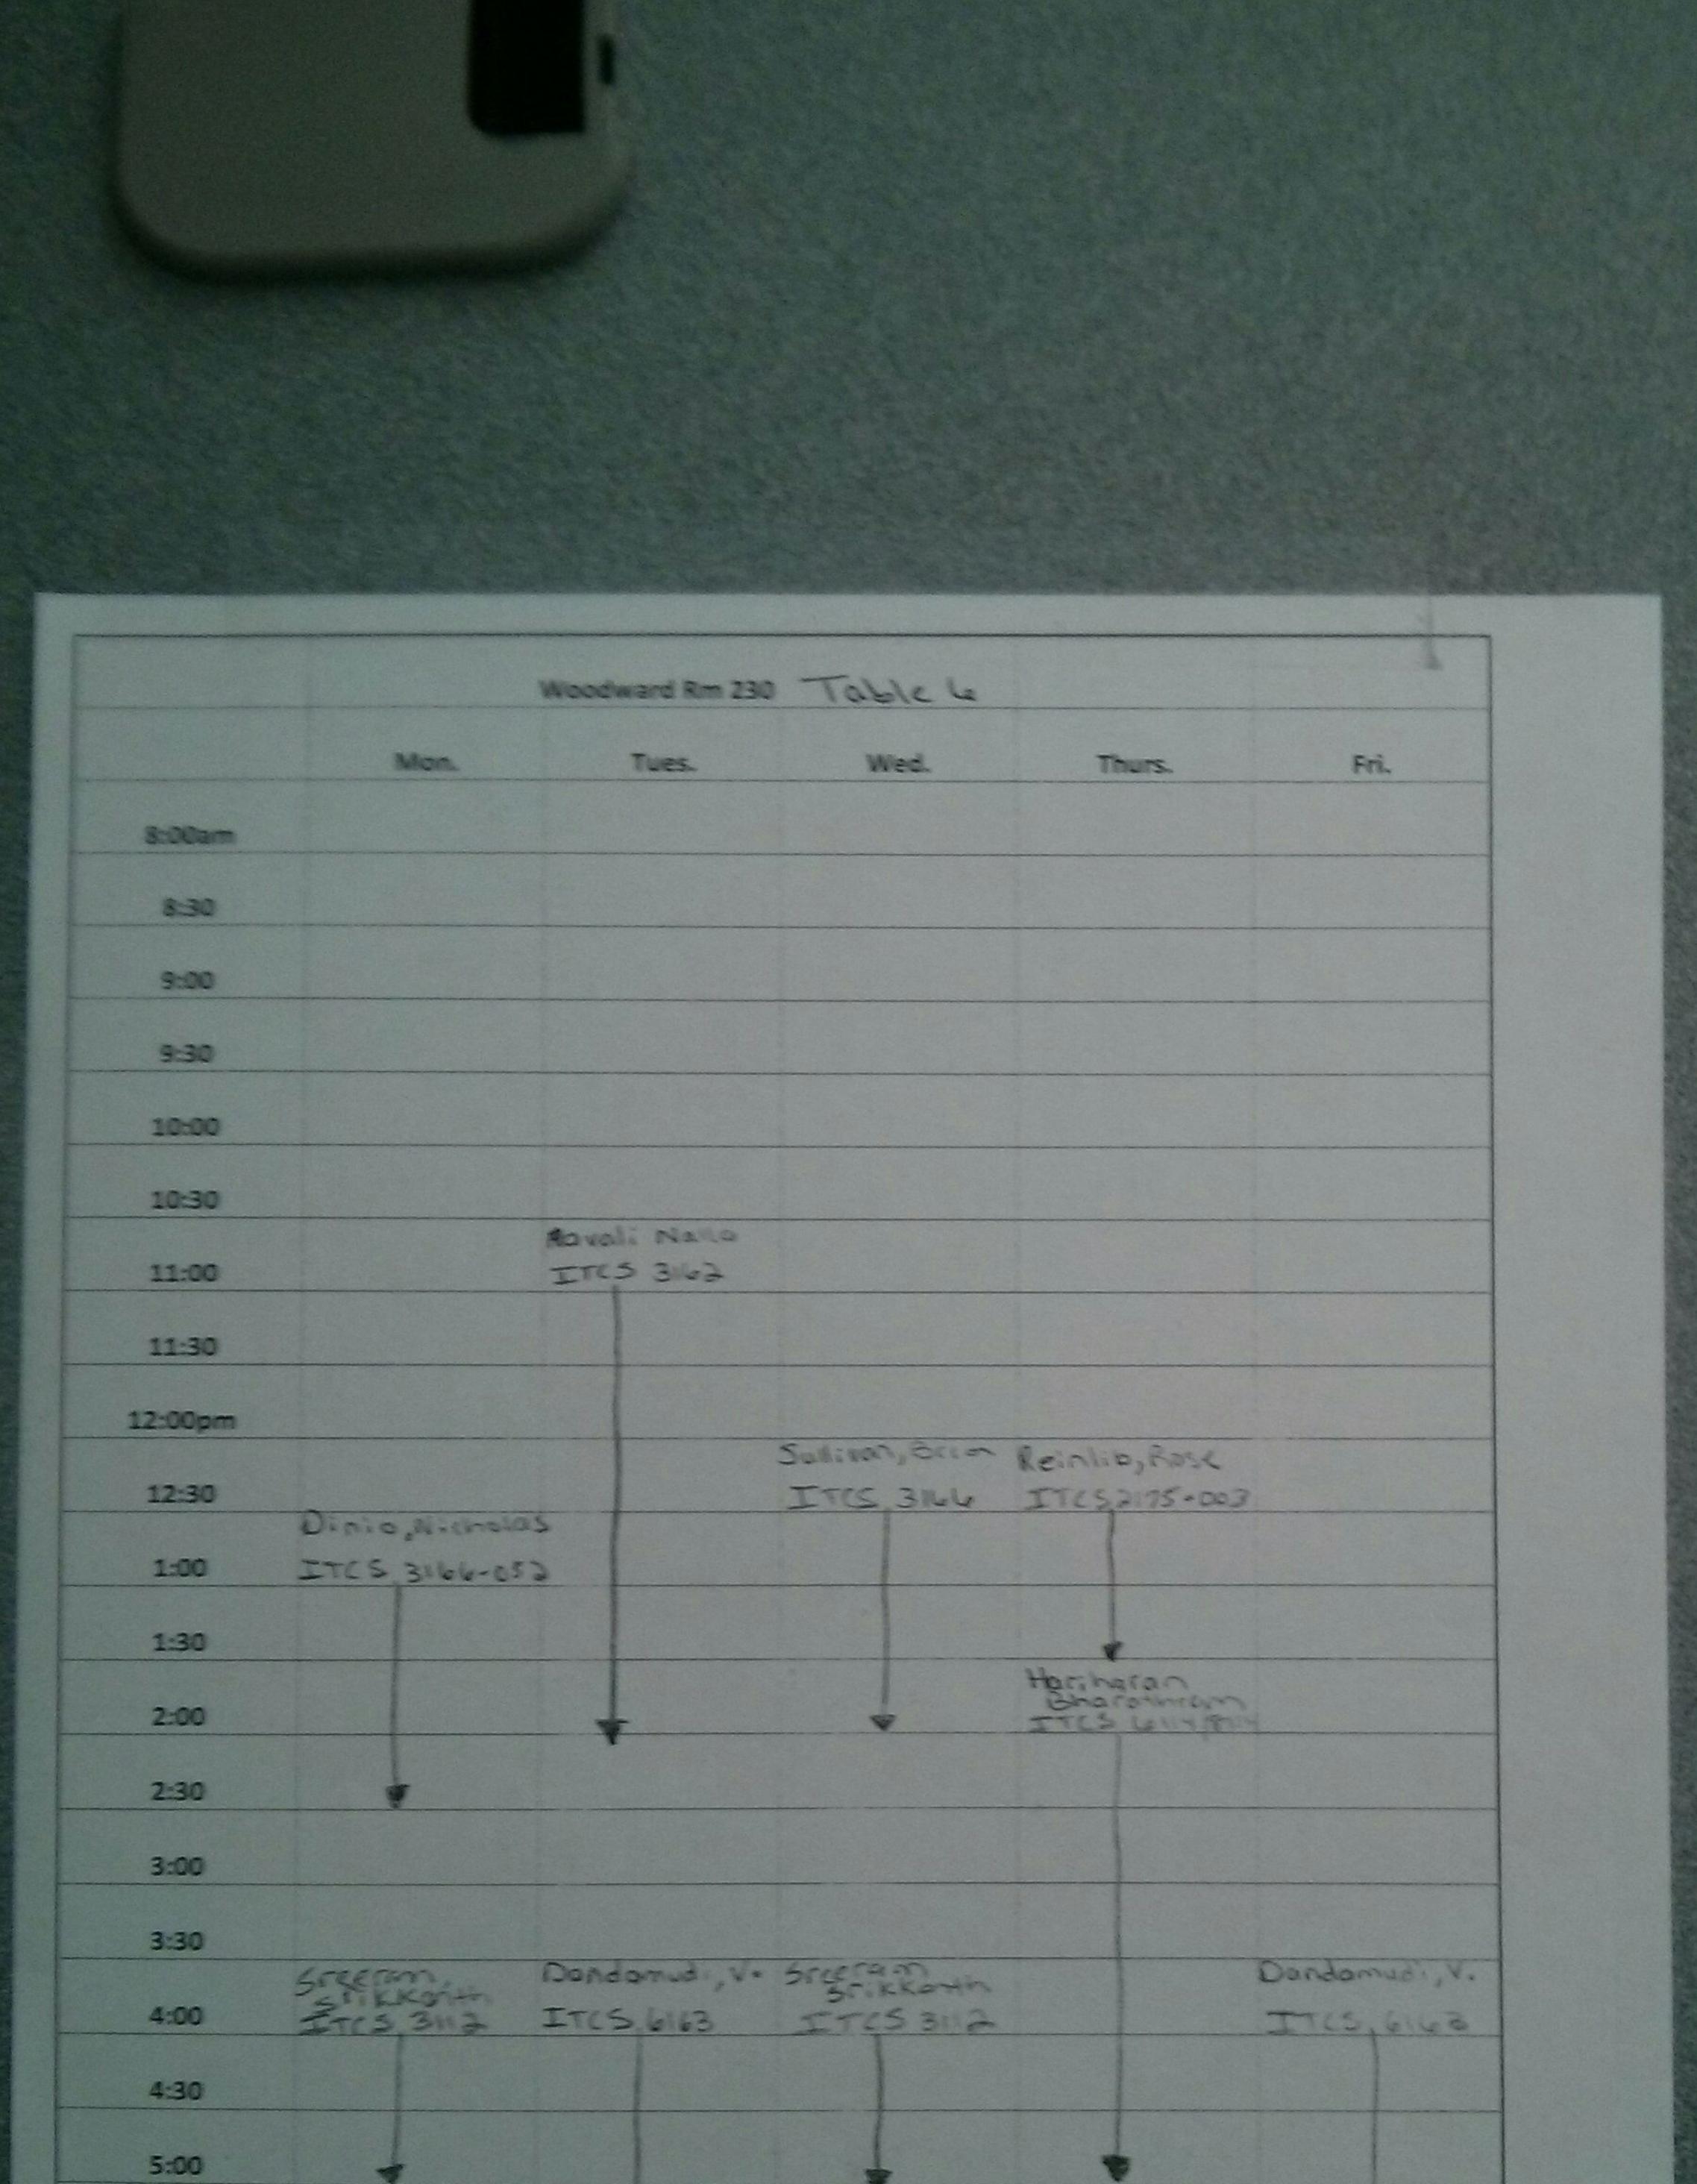 Woodward Rm 230 Table 6
Mon. Tues. Wed. Thurs. Fri.
8:00am
8:30
9:00
9:30
10:00
10:30
Ravali Nalla
11:00 ITCS 3162
11:30
12:00pm
Sullivan, Brian Reinlib, Rose
12:30 ITCS 3166 ITCS 2175-003
Dinio, Nicholas
1:00 ITCS 3166-052
1:30
Hariharan
Bharathram
2:00 ITCS 6114/8114
2:30
3:00
3:30
Sreeram, Dandamudi, V. Sreeram Dandamudi, V.
Srikkanth Srikkanth
4:00 ITCS 3112 ITCS 6163 ITCS 3112 ITCS 6163
4:30
5:00